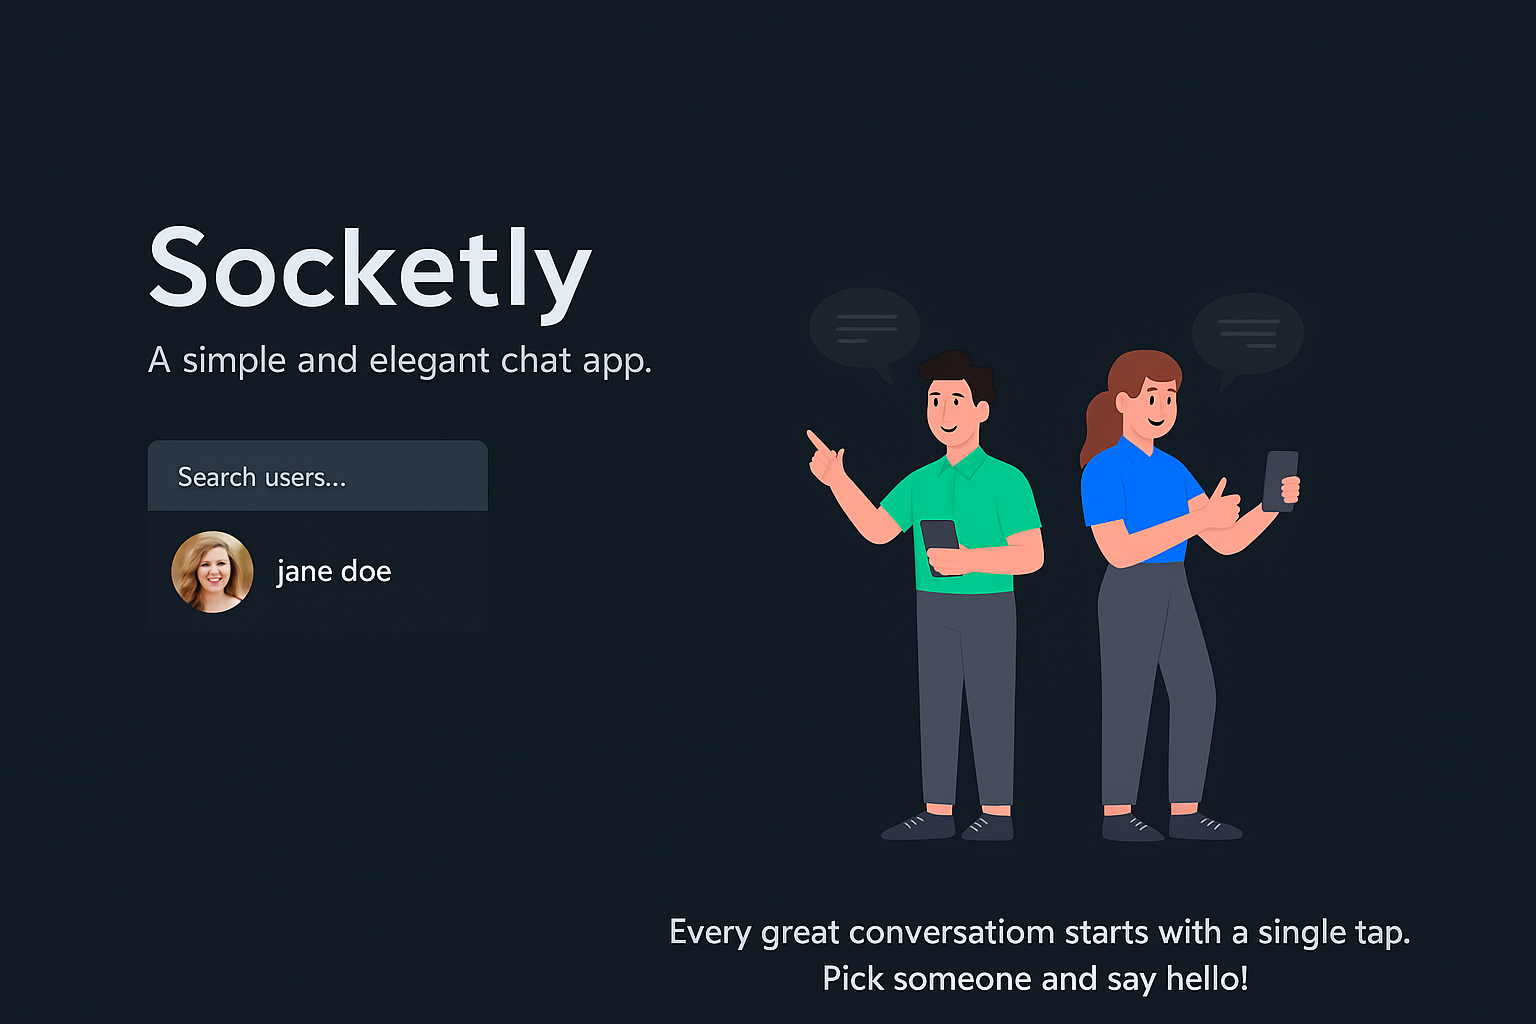 Socketly
A simple and elegant chat app.
Search users...
jane doe
Every great conversatiom starts with a single tap.
Pick someone and say hello!